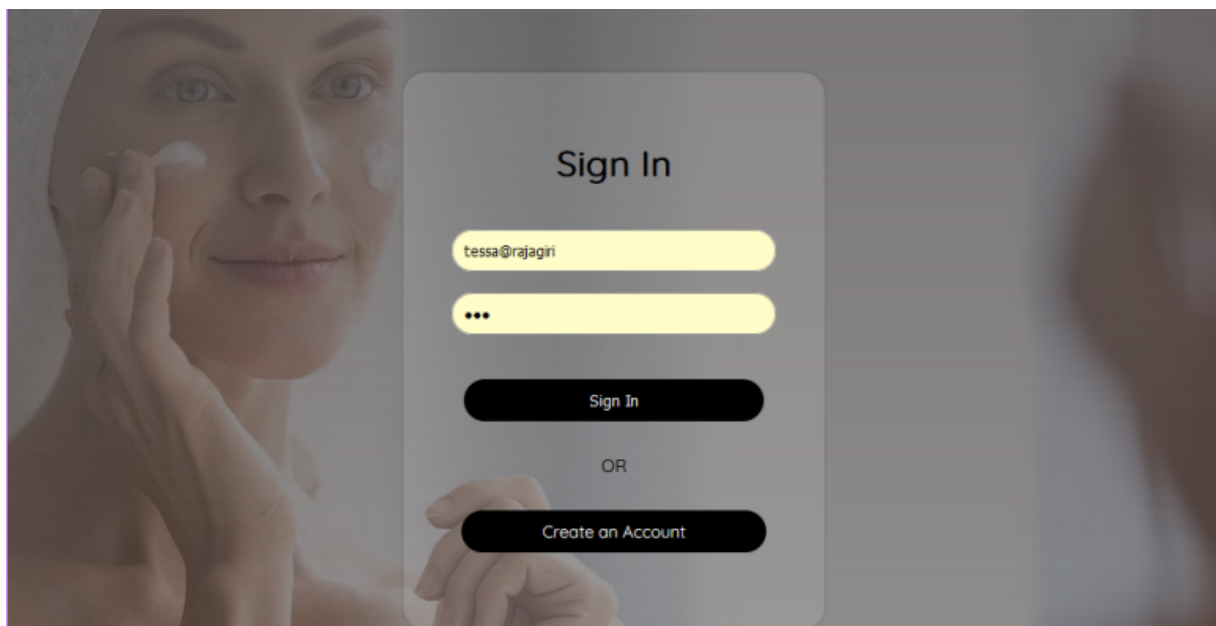 Sign In
tessa@rajagiri
•••
Sign In
OR
Create an Account